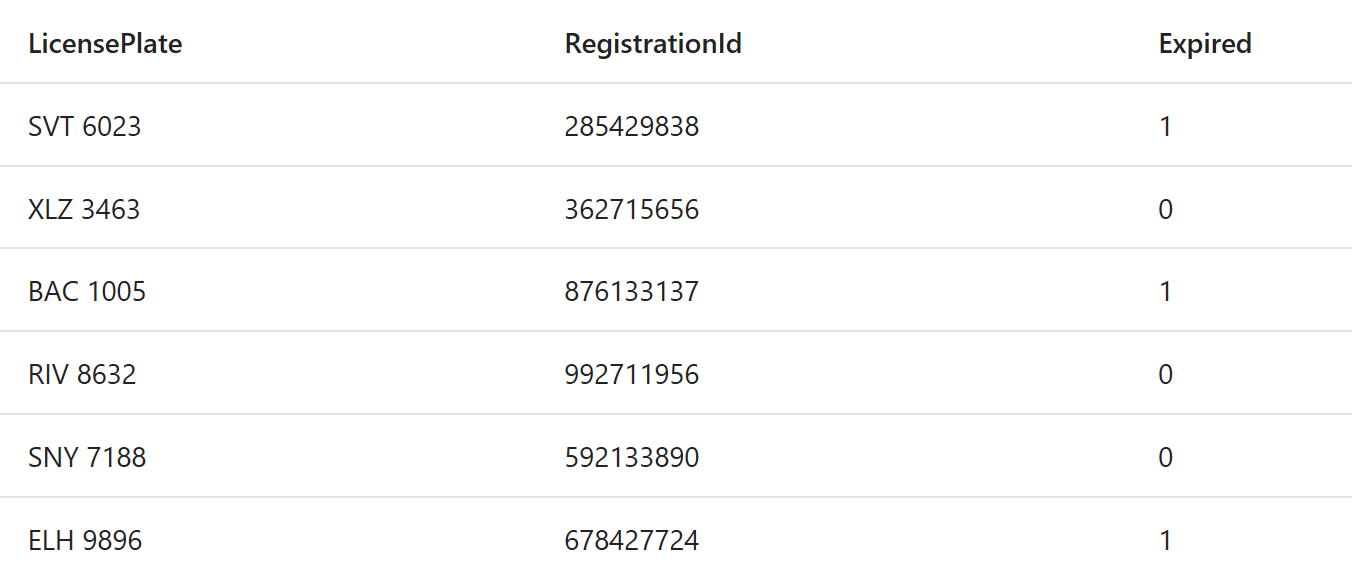 LicensePlate RegistrationId Expired
SVT 6023 285429838 1
XLZ 3463 362715656 0
BAC 1005 876133137 1
RIV 8632 992711956 0
SNY 7188 592133890 0
ELH 9896 678427724 1